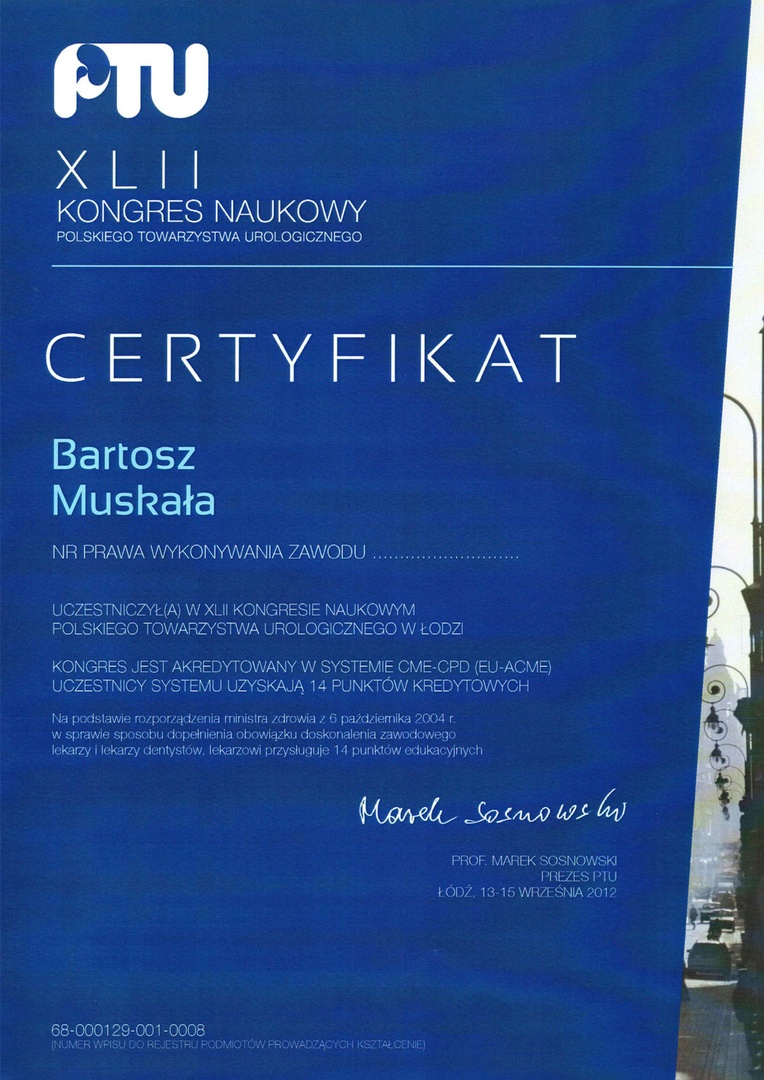 PTU
XLII
KONGRES NAUKOWY
POLSKIEGO TOWARZYSTWA UROLOGICZNEGO
CERTYFIKAT
Bartosz
Muskała
NR PRAWA WYKONYWANIA ZAWODU ............................
UCZESTNICZYŁ(A) W XLII KONGRESIE NAUKOWYM
POLSKIEGO TOWARZYSTWA UROLOGICZNEGO W ŁODZI
KONGRES JEST AKREDYTOWANY W SYSTEMIE CME-CPD (EU-ACME)
UCZESTNICY SYSTEMU UZYSKAJĄ 14 PUNKTÓW KREDYTOWYCH
Na podstawie rozporządzenia ministra zdrowia z 6 października 2004 r.
w sprawie sposobu dopełnienia obowiązku doskonalenia zawodowego
lekarzy i lekarzy dentystów, lekarzowi przysługuje 14 punktów edukacyjnych
Marek Sosnowski
PROF. MAREK SOSNOWSKI
PREZES PTU
ŁÓDŹ, 13-15 WRZEŚNIA 2012
68-000129-001-0008
(NUMER WPISU DO REJESTRU PODMIOTÓW PROWADZĄCYCH KSZTAŁCENIE)